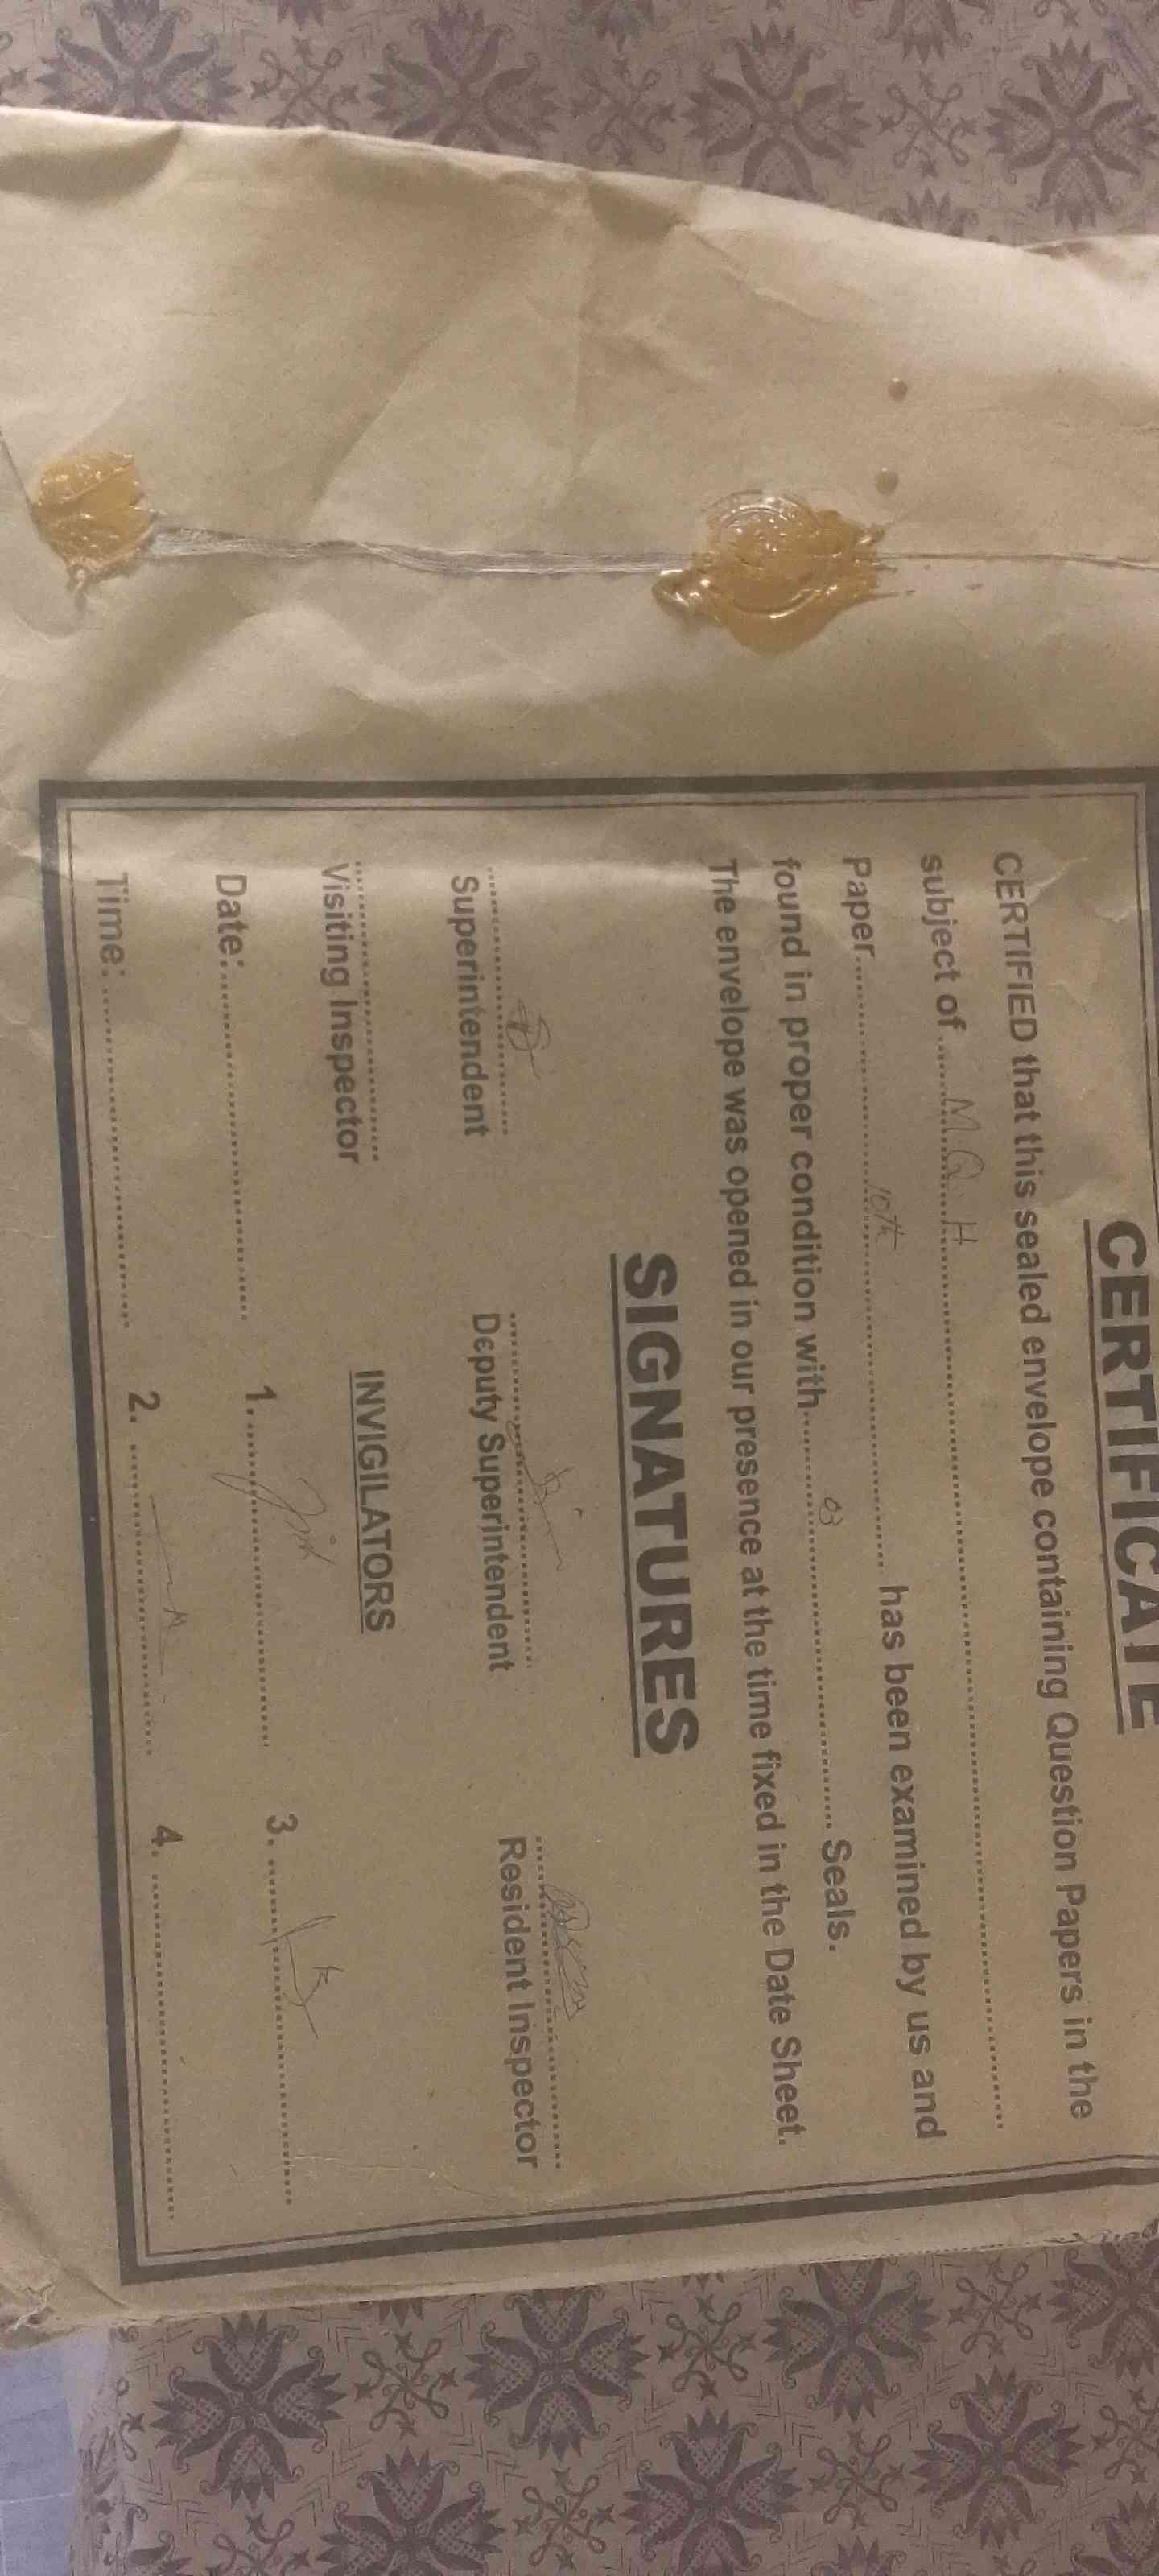 CERTIFICATE
CERTIFIED that this sealed envelope containing Question Papers in the
subject of ........ M Q H ........
Paper........ 10th ........ has been examined by us and
found in proper condition with........ 03 ........ Seals.
The envelope was opened in our presence at the time fixed in the Date Sheet.
SIGNATURES
Superintendent Deputy Superintendent Resident Inspector
Visiting Inspector INVIGILATORS
Date:........ 1......... 3. ........
Time: ........ 2. ........ 4. ........